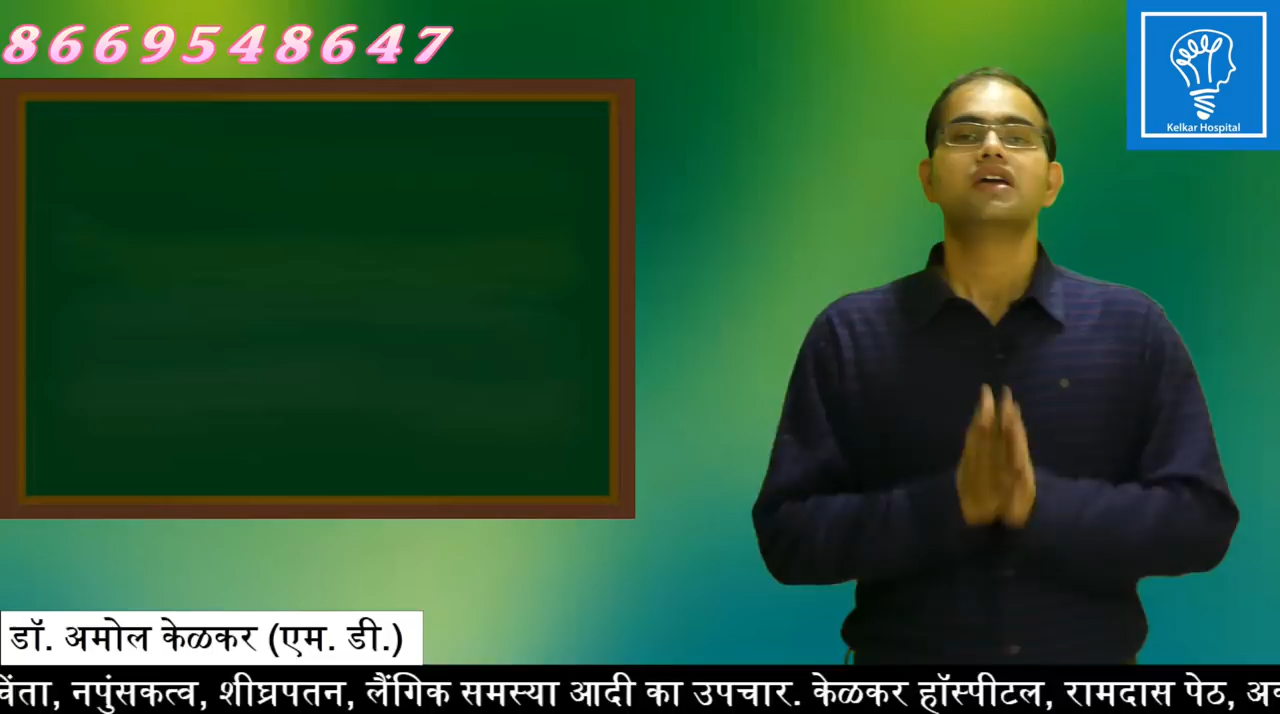 8669548647
Kelkar Hospital
डॉ. अमोल केळकर (एम. डी.)
नपुंसकत्व, शीघ्रपतन, लैंगिक समस्या आदी का उपचार. केळकर हॉस्पीटल, रामदास पेठ,